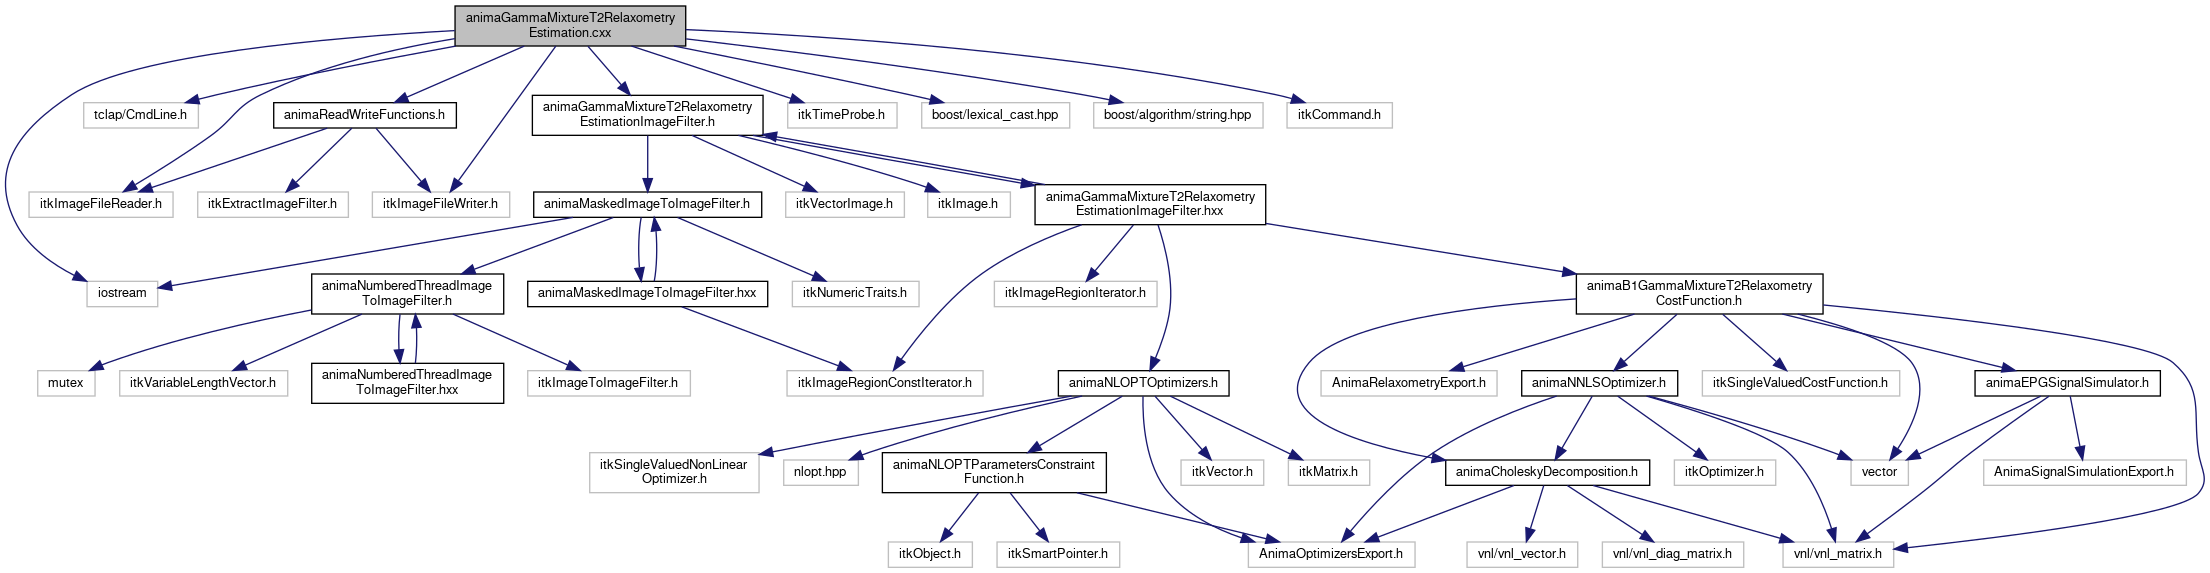 animaGammaMixtureT2Relaxometry
Estimation.cxx
tclap/CmdLine.h
animaReadWriteFunctions.h
animaGammaMixtureT2Relaxometry
EstimationImageFilter.h
itkTimeProbe.h
boost/lexical_cast.hpp
boost/algorithm/string.hpp
itkCommand.h
itkImageFileReader.h
itkExtractImageFilter.h
itkImageFileWriter.h
animaMaskedImageToImageFilter.h
itkVectorImage.h
itkImage.h
animaGammaMixtureT2Relaxometry
EstimationImageFilter.hxx
iostream
animaNumberedThreadImage
ToImageFilter.h
animaMaskedImageToImageFilter.hxx
itkNumericTraits.h
itkImageRegionIterator.h
animaB1GammaMixtureT2Relaxometry
CostFunction.h
mutex
itkVariableLengthVector.h
animaNumberedThreadImage
ToImageFilter.hxx
itkImageToImageFilter.h
itkImageRegionConstIterator.h
animaNLOPTOptimizers.h
AnimaRelaxometryExport.h
animaNNLSOptimizer.h
itkSingleValuedCostFunction.h
animaEPGSignalSimulator.h
itkSingleValuedNonLinear
Optimizer.h
nlopt.hpp
animaNLOPTParametersConstraint
Function.h
itkVector.h
itkMatrix.h
animaCholeskyDecomposition.h
itkOptimizer.h
vector
AnimaSignalSimulationExport.h
itkObject.h
itkSmartPointer.h
AnimaOptimizersExport.h
vnl/vnl_vector.h
vnl/vnl_diag_matrix.h
vnl/vnl_matrix.h